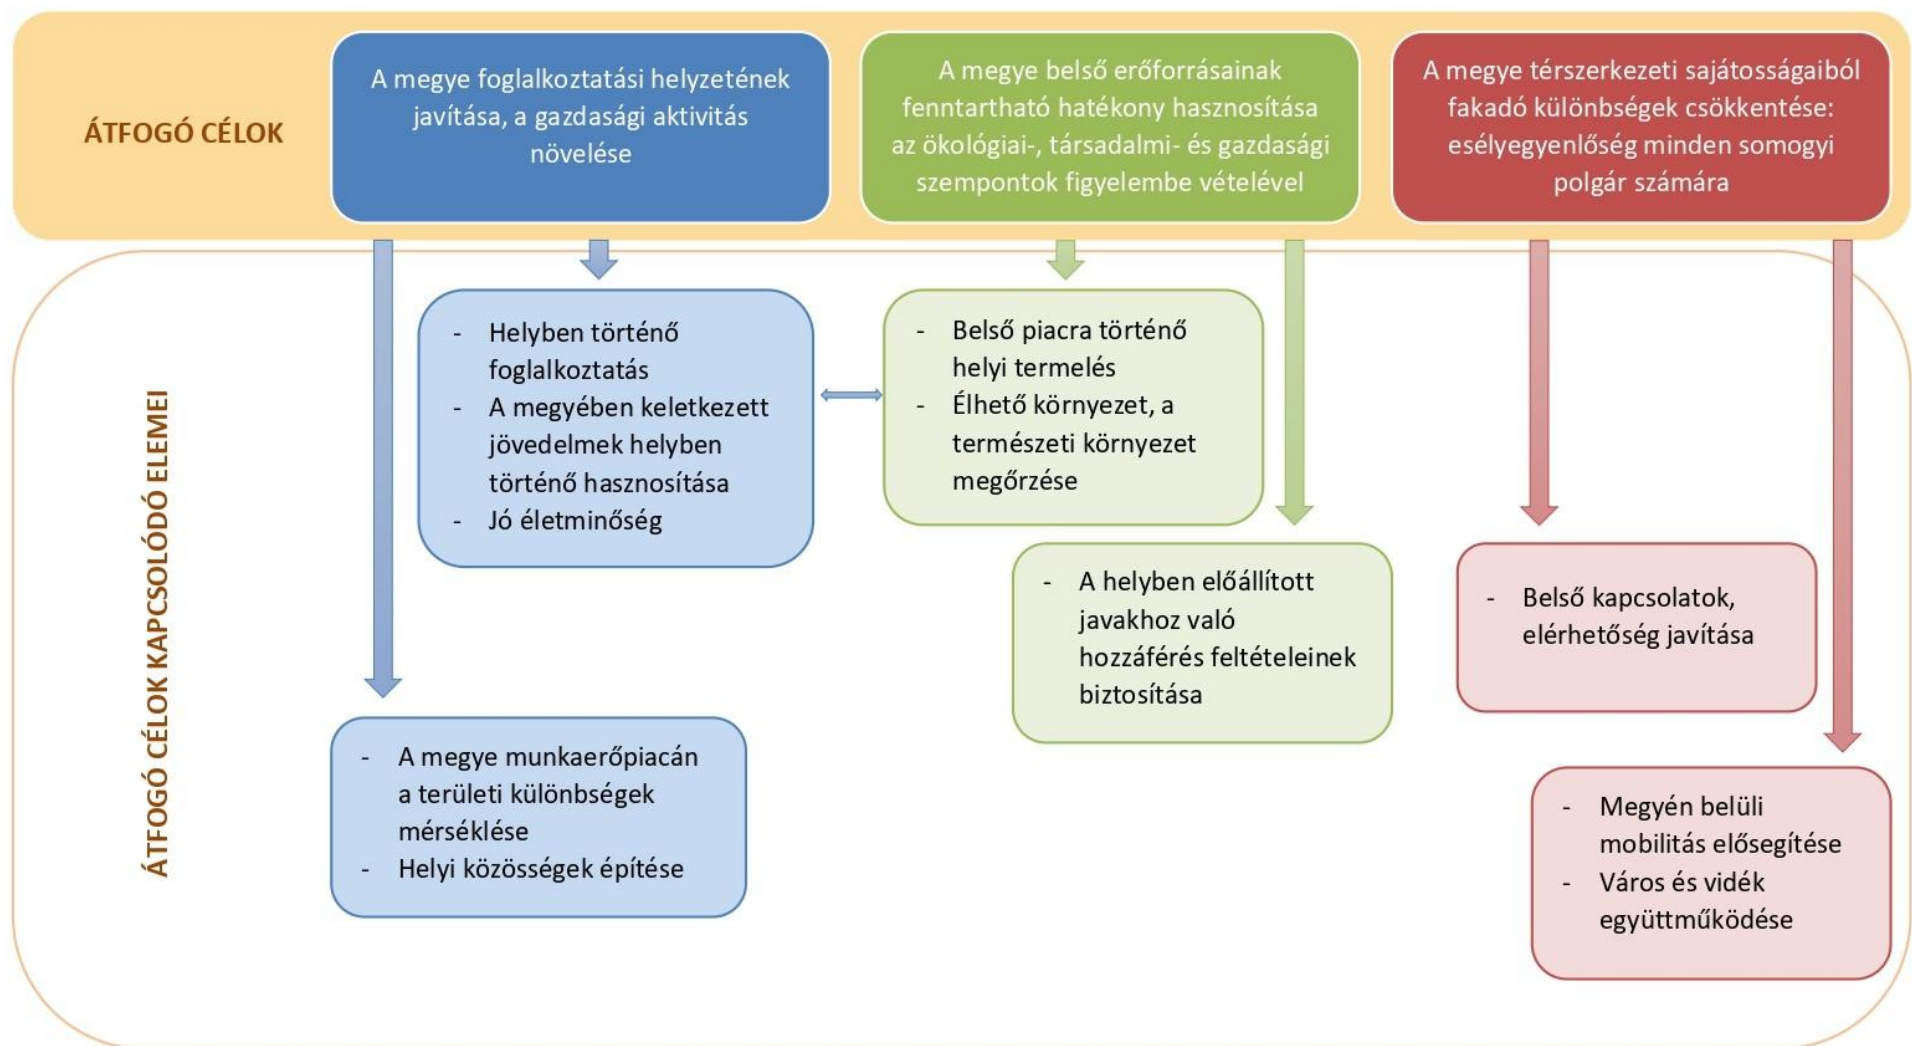 ÁTFOGÓ CÉLOK
A megye foglalkoztatási helyzetének
javítása, a gazdasági aktivitás
növelése
A megye belső erőforrásainak
fenntartható hatékony hasznosítása
az ökológiai-, társadalmi- és gazdasági
szempontok figyelembe vételével
A megye térszerkezeti sajátosságaiból
fakadó különbségek csökkentése:
esélyegyenlőség minden somogyi
polgár számára
ÁTFOGÓ CÉLOK KAPCSOLÓDÓ ELEMEI
- Helyben történő
foglalkoztatás
- A megyében keletkezett
jövedelmek helyben
történő hasznosítása
- Jó életminőség
- Belső piacra történő
helyi termelés
- Élhető környezet, a
természeti környezet
megőrzése
- A helyben előállított
javakhoz való
hozzáférés feltételeinek
biztosítása
- Belső kapcsolatok,
elérhetőség javítása
- A megye munkaerőpiacán
a területi különbségek
mérséklése
- Helyi közösségek építése
- Megyén belüli
mobilitás elősegítése
- Város és vidék
együttműködése